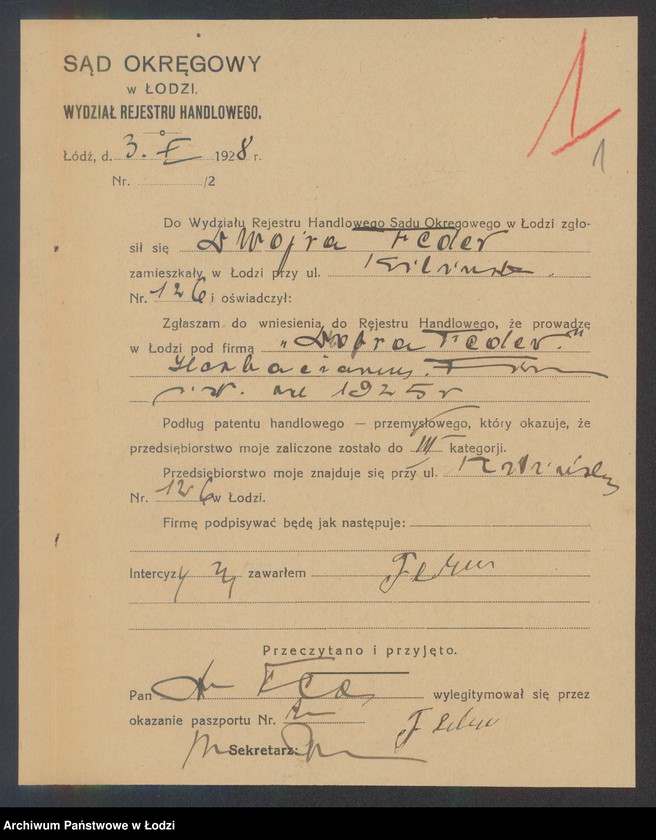 SĄD OKRĘGOWY
w ŁODZI.
WYDZIAŁ REJESTRU HANDLOWEGO.
1
1
Łódź, d. 3. X 1928 r.
Nr. /2
Do Wydziału Rejestru Handlowego Sądu Okręgowego w Łodzi zgło-
sił się Dwojra Feder
zamieszkały w Łodzi przy ul.
Nr. 126 i oświadczył:
Zgłaszam do wniesienia do Rejestru Handlowego, że prowadzę
w Łodzi pod firmą „Dwojra Feder"
1925 r
Podług patentu handlowego — przemysłowego, który okazuje, że
przedsiębiorstwo moje zaliczone zostało do III kategorji.
Przedsiębiorstwo moje znajduje się przy ul.
Nr. 126 w Łodzi.
Firmę podpisywać będę jak następuje:
Intercyzy zawarłem
Przeczytano i przyjęto.
Pan wylegitymował się przez
okazanie paszportu Nr.
Sekretarz:
Archiwum Państwowe w Łodzi